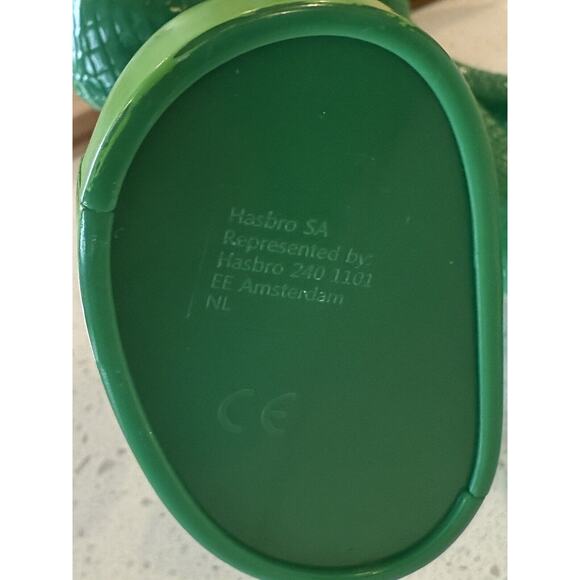 Hasbro SA
Represented by:
Hasbro 240 1101
EE Amsterdam
NL
CE